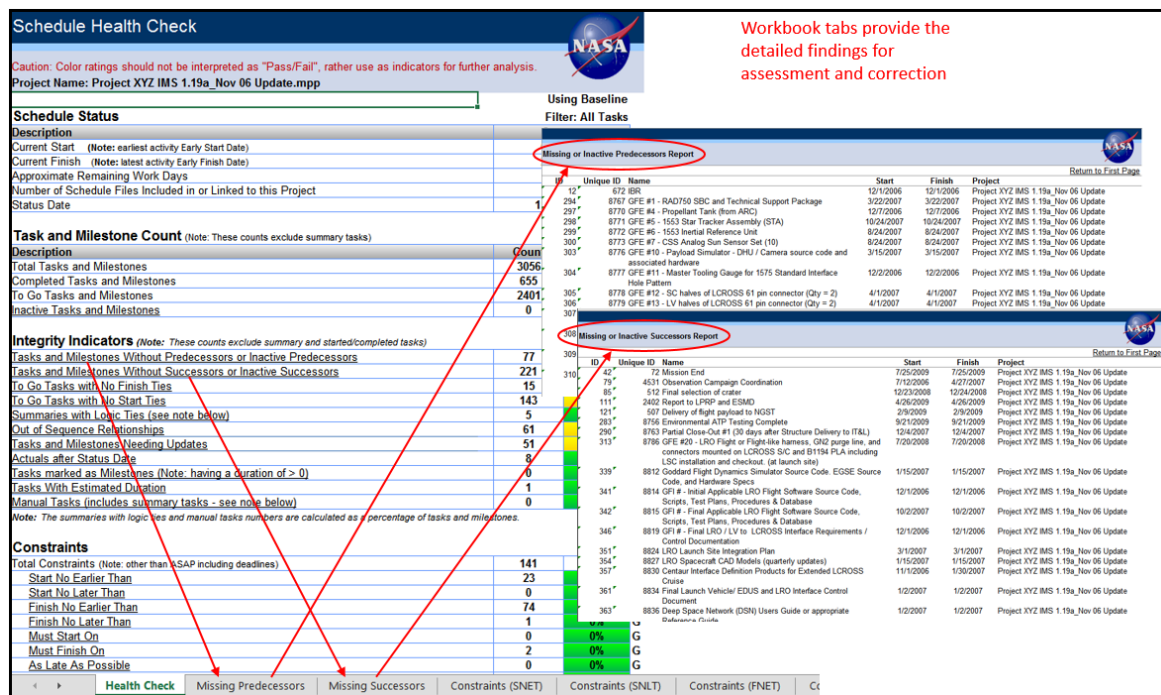 Schedule Health Check
NASA
Caution: Color ratings should not be interpreted as "Pass/Fail", rather use as indicators for further analysis.
Project Name: Project XYZ IMS 1.19a_Nov 06 Update.mpp
Using Baseline
Schedule Status
Filter: All Tasks
Description
Current Start (Note: earliest activity Early Start Date)
Current Finish (Note: latest activity Early Finish Date)
Approximate Remaining Work Days
Number of Schedule Files Included in or Linked to this Project
Status Date 1
Task and Milestone Count (Note: These counts exclude summary tasks)
Description Coun
Total Tasks and Milestones 3056
Completed Tasks and Milestones 655
To Go Tasks and Milestones 2401
Inactive Tasks and Milestones 0
Integrity Indicators (Note: These counts exclude summary and started/completed tasks)
Tasks and Milestones Without Predecessors or Inactive Predecessors 77
Tasks and Milestones Without Successors or Inactive Successors 221
To Go Tasks with No Finish Ties 15
To Go Tasks with No Start Ties 143
Summaries with Logic Ties (see note below) 5
Out of Sequence Relationships 61
Tasks and Milestones Needing Updates 51
Actuals after Status Date 8
Tasks marked as Milestones (Note: having a duration of > 0) 0
Tasks With Estimated Duration 1
Manual Tasks (includes summary tasks - see note below) 0
Note: The summaries with logic ties and manual tasks numbers are calculated as a percentage of tasks and milestones.
Constraints
Total Constraints (Note: other than ASAP including deadlines) 141
Start No Earlier Than 23
Start No Later Than 0
Finish No Earlier Than 74
Finish No Later Than 1 0% G
Must Start On 0 0% G
Must Finish On 2 0% G
As Late As Possible 0 0% G
Health Check Missing Predecessors Missing Successors Constraints (SNET) Constraints (SNLT) Constraints (FNET) Co
Workbook tabs provide the
detailed findings for
assessment and correction
NASA
Missing or Inactive Predecessors Report
Return to First Page
ID Unique ID Name Start Finish Project
12 672 IBR 12/1/2006 12/1/2006 Project XYZ IMS 1.19a_Nov 06 Update
294 8767 GFE #1 - RAD750 SBC and Technical Support Package 3/22/2007 3/22/2007 Project XYZ IMS 1.19a_Nov 06 Update
297 8770 GFE #4 - Propellant Tank (from ARC) 12/7/2006 12/7/2006 Project XYZ IMS 1.19a_Nov 06 Update
298 8771 GFE #5 - 1553 Star Tracker Assembly (STA) 10/24/2007 10/24/2007 Project XYZ IMS 1.19a_Nov 06 Update
299 8772 GFE #6 - 1553 Inertial Reference Unit 8/24/2007 8/24/2007 Project XYZ IMS 1.19a_Nov 06 Update
300 8773 GFE #7 - CSS Analog Sun Sensor Set (10) 8/24/2007 8/24/2007 Project XYZ IMS 1.19a_Nov 06 Update
303 8776 GFE #10 - Payload Simulator - DHU / Camera source code and 3/15/2007 3/15/2007 Project XYZ IMS 1.19a_Nov 06 Update
associated hardware
304 8777 GFE #11 - Master Tooling Gauge for 1575 Standard Interface 12/2/2006 12/2/2006 Project XYZ IMS 1.19a_Nov 06 Update
Hole Pattern
305 8778 GFE #12 - SC halves of LCROSS 61 pin connector (Qty = 2) 4/1/2007 4/1/2007 Project XYZ IMS 1.19a_Nov 06 Update
306 8779 GFE #13 - LV halves of LCROSS 61 pin connector (Qty = 2) 4/1/2007 4/1/2007 Project XYZ IMS 1.19a_Nov 06 Update
307
308
309
310
NASA
Missing or Inactive Successors Report
Return to First Page
ID Unique ID Name Start Finish Project
42 72 Mission End 7/25/2009 7/25/2009 Project XYZ IMS 1.19a_Nov 06 Update
79 4531 Observation Campaign Coordination 7/12/2006 4/27/2007 Project XYZ IMS 1.19a_Nov 06 Update
85 512 Final selection of crater 12/23/2008 12/24/2008 Project XYZ IMS 1.19a_Nov 06 Update
111 2402 Report to LPRP and ESMD 4/26/2009 4/26/2009 Project XYZ IMS 1.19a_Nov 06 Update
121 507 Delivery of flight payload to NGST 2/9/2009 2/9/2009 Project XYZ IMS 1.19a_Nov 06 Update
283 8756 Environmental ATP Testing Complete 9/21/2009 9/21/2009 Project XYZ IMS 1.19a_Nov 06 Update
290 8763 Partial Close-Out #1 (30 days after Structure Delivery to IT&L) 12/4/2007 12/4/2007 Project XYZ IMS 1.19a_Nov 06 Update
313 8786 GFE #20 - LRO Flight or Flight-like harness, GN2 purge line, and 7/20/2008 7/20/2008 Project XYZ IMS 1.19a_Nov 06 Update
connectors mounted on LCROSS S/C and B1194 PLA including
LSC installation and checkout. (at launch site)
339 8812 Goddard Flight Dynamics Simulator Source Code. EGSE Source 1/15/2007 1/15/2007 Project XYZ IMS 1.19a_Nov 06 Update
Code, and Hardware Specs
341 8814 GFI # - Initial Applicable LRO Flight Software Source Code, 12/1/2006 12/1/2006 Project XYZ IMS 1.19a_Nov 06 Update
Scripts, Test Plans, Procedures & Database
342 8815 GFI # - Final Applicable LRO Flight Software Source Code, 10/2/2007 10/2/2007 Project XYZ IMS 1.19a_Nov 06 Update
Scripts, Test Plans, Procedures & Database
346 8819 GFI # - Final LRO / LV to LCROSS Interface Requirements / 12/1/2006 12/1/2006 Project XYZ IMS 1.19a_Nov 06 Update
Control Documentation
351 8824 LRO Launch Site Integration Plan 3/1/2007 3/1/2007 Project XYZ IMS 1.19a_Nov 06 Update
354 8827 LRO Spacecraft CAD Models (quarterly updates) 1/15/2007 1/15/2007 Project XYZ IMS 1.19a_Nov 06 Update
357 8830 Centaur Interface Definition Products for Extended LCROSS 11/1/2006 1/30/2007 Project XYZ IMS 1.19a_Nov 06 Update
Cruise
361 8834 Final Launch Vehicle/ EDUS and LRO Interface Control 1/2/2007 1/2/2007 Project XYZ IMS 1.19a_Nov 06 Update
Document
363 8836 Deep Space Network (DSN) Users Guide or appropriate 1/2/2007 1/2/2007 Project XYZ IMS 1.19a_Nov 06 Update
Reference Guide